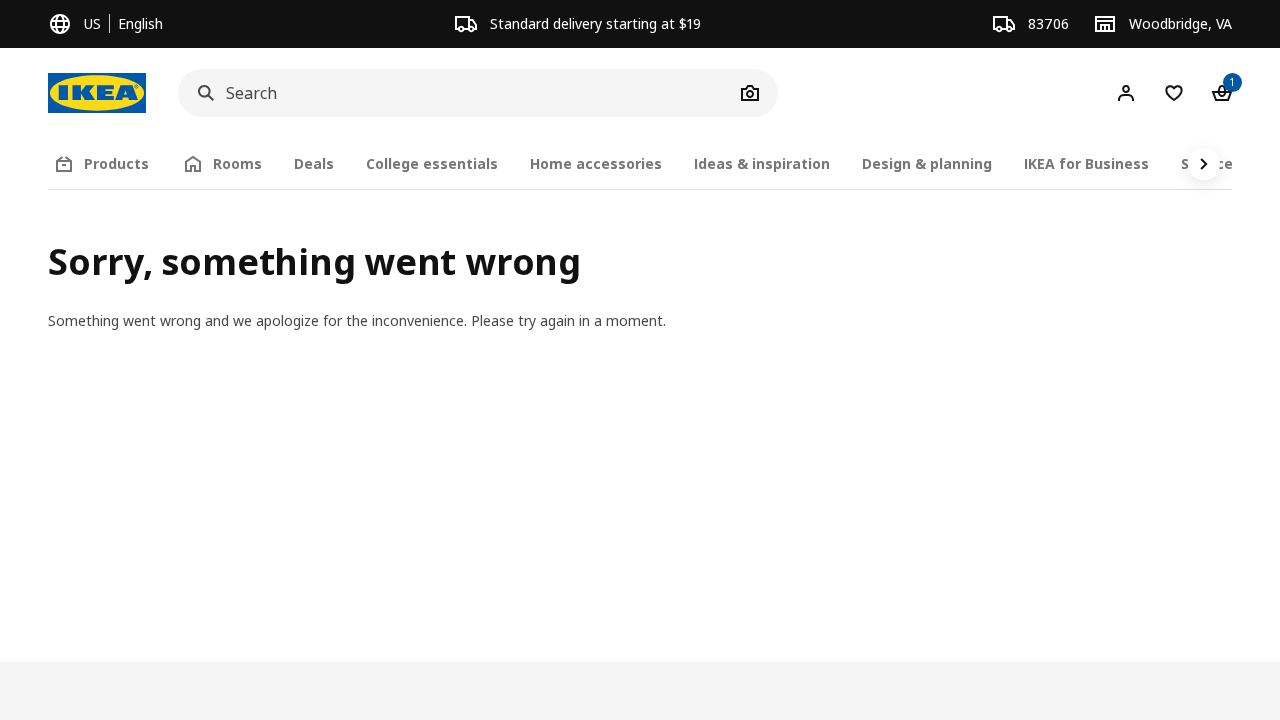 US English
Standard delivery starting at $19
83706
Woodbridge, VA
IKEA
Search
1
Products
Rooms
Deals
College essentials
Home accessories
Ideas & inspiration
Design & planning
IKEA for Business
Sorry, something went wrong
Something went wrong and we apologize for the inconvenience. Please try again in a moment.